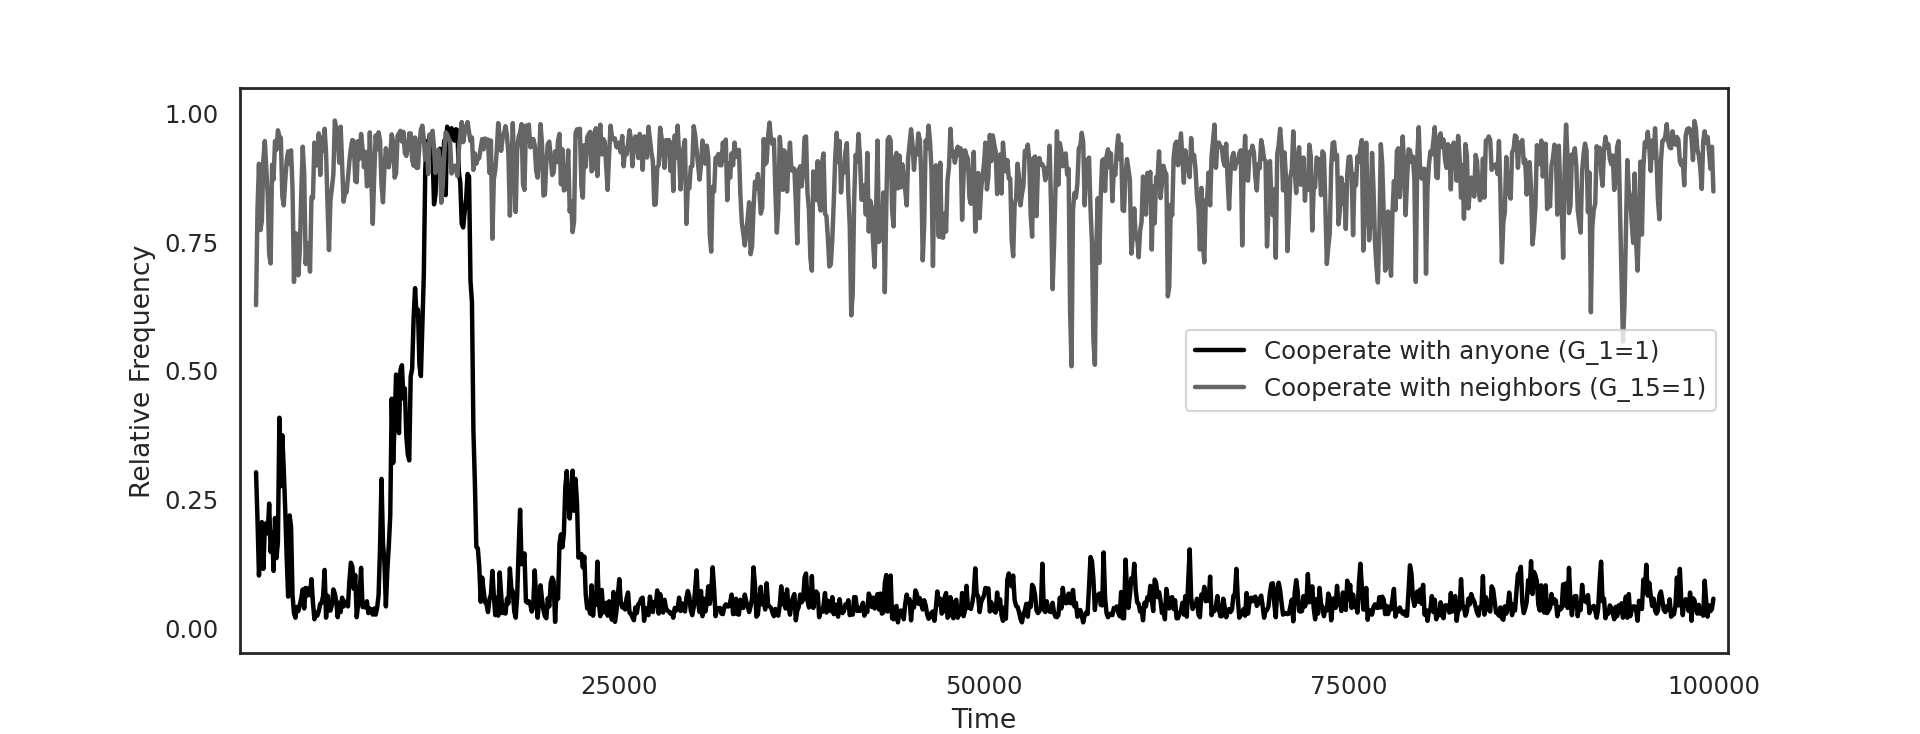 1.00
0.75
0.50
0.25
0.00
Relative Frequency
Cooperate with anyone (G_1=1)
Cooperate with neighbors (G_15=1)
25000
50000
75000
100000
Time